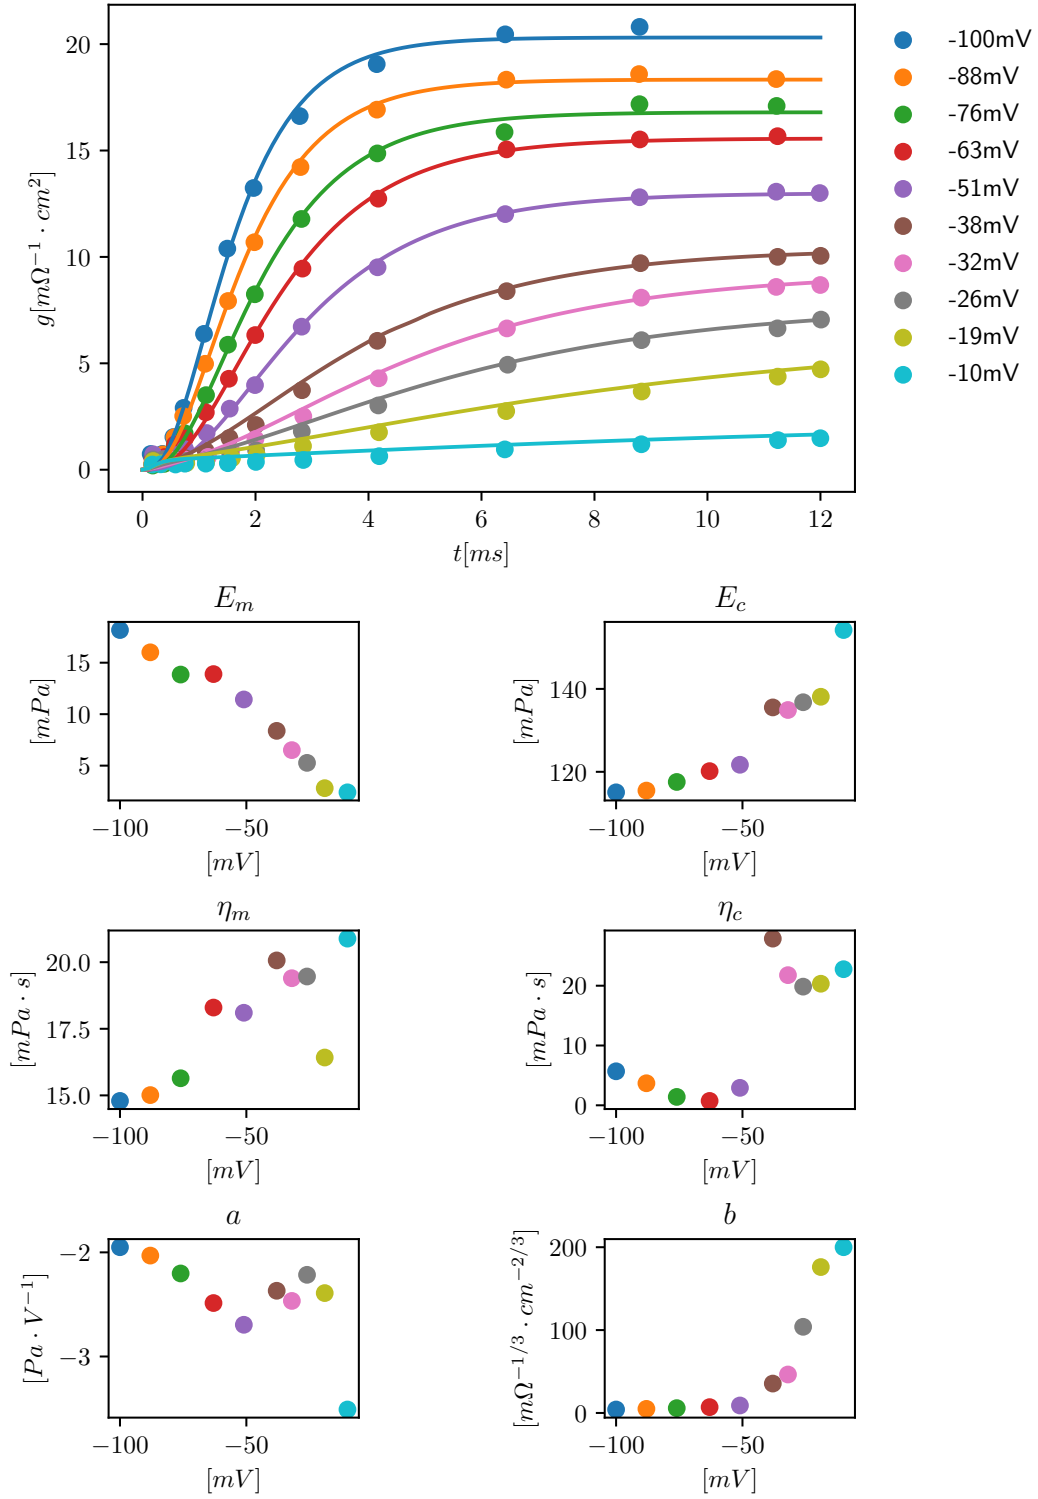 20
15
10
5
0
g[mΩ⁻¹ · cm²]
0 2 4 6 8 10 12
t[ms]
-100mV
-88mV
-76mV
-63mV
-51mV
-38mV
-32mV
-26mV
-19mV
-10mV
E_m
15
10
5
[mPa]
−100 −50
[mV]
E_c
140
120
[mPa]
−100 −50
[mV]
η_m
20.0
17.5
15.0
[mPa · s]
−100 −50
[mV]
η_c
20
10
0
[mPa · s]
−100 −50
[mV]
a
−2
−3
[Pa · V⁻¹]
−100 −50
[mV]
b
200
100
0
[mΩ^{−1/3} · cm^{−2/3}]
−100 −50
[mV]